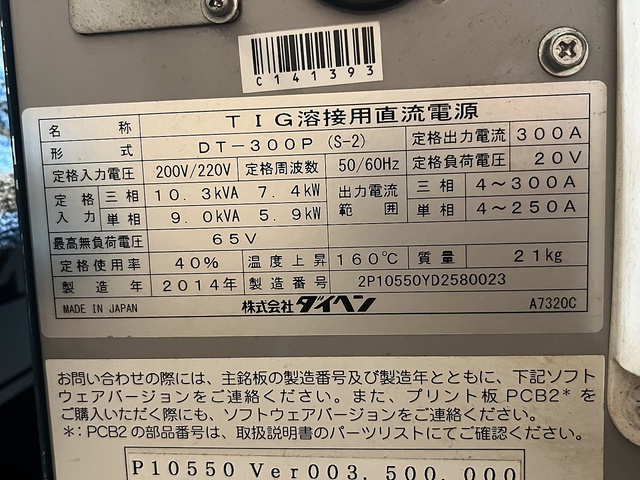 C141393
名称 TIG溶接用直流電源
形式 DT-300P (S-2) 定格出力電流 300A
定格入力電圧 200V/220V 定格周波数 50/60Hz 定格負荷電圧 20V
定格入力 三相 10.3kVA 7.4kW 出力電流範囲 三相 4~300A
単相 9.0kVA 5.9kW 単相 4~250A
最高無負荷電圧 65V
定格使用率 40% 温度上昇 160℃ 質量 21kg
製造年 2014年 製造番号 2P10550YD2580023
MADE IN JAPAN 株式会社ダイヘン A7320C
お問い合わせの際には、主銘板の製造番号及び製造年とともに、下記ソフト
ウェアバージョンをご連絡ください。また、プリント板 PCB2*を
ご購入いただく際にも、ソフトウェアバージョンをご連絡ください。
*:PCB2の部品番号は、取扱説明書のパーツリストにてご確認ください。
P10550 Ver003.500.000